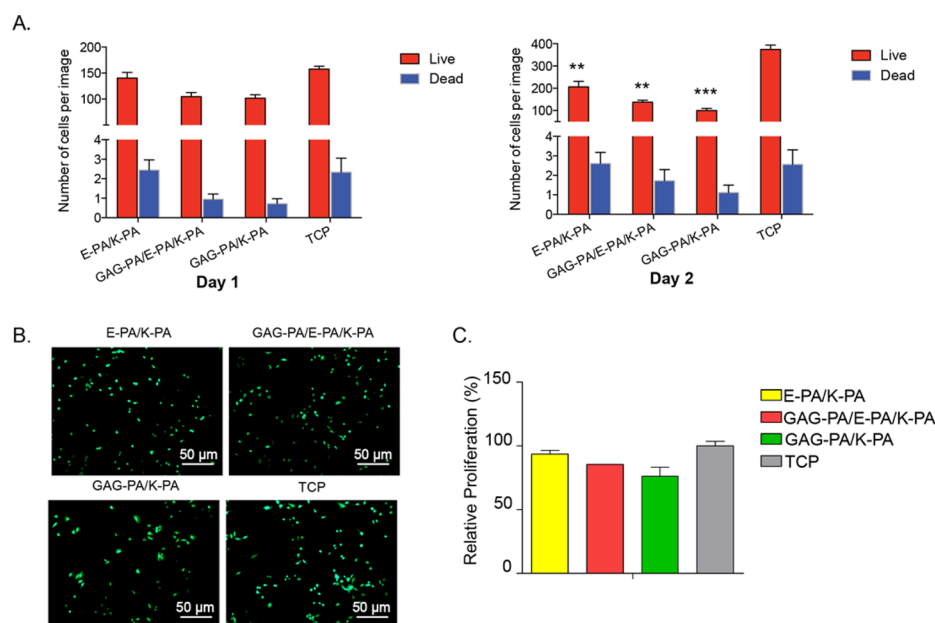 A.
Number of cells per image
200
150
100
4
3
2
1
0
Live
Dead
E-PA/K-PA
GAG-PA/E-PA/K-PA
GAG-PA/K-PA
TCP
Day 1
Number of cells per image
400
300
200
100
4
3
2
1
0
**
**
***
Live
Dead
E-PA/K-PA
GAG-PA/E-PA/K-PA
GAG-PA/K-PA
TCP
Day 2
B.
E-PA/K-PA
GAG-PA/E-PA/K-PA
50 µm
50 µm
GAG-PA/K-PA
TCP
50 µm
50 µm
C.
Relative Proliferation (%)
150
100
50
0
E-PA/K-PA
GAG-PA/E-PA/K-PA
GAG-PA/K-PA
TCP